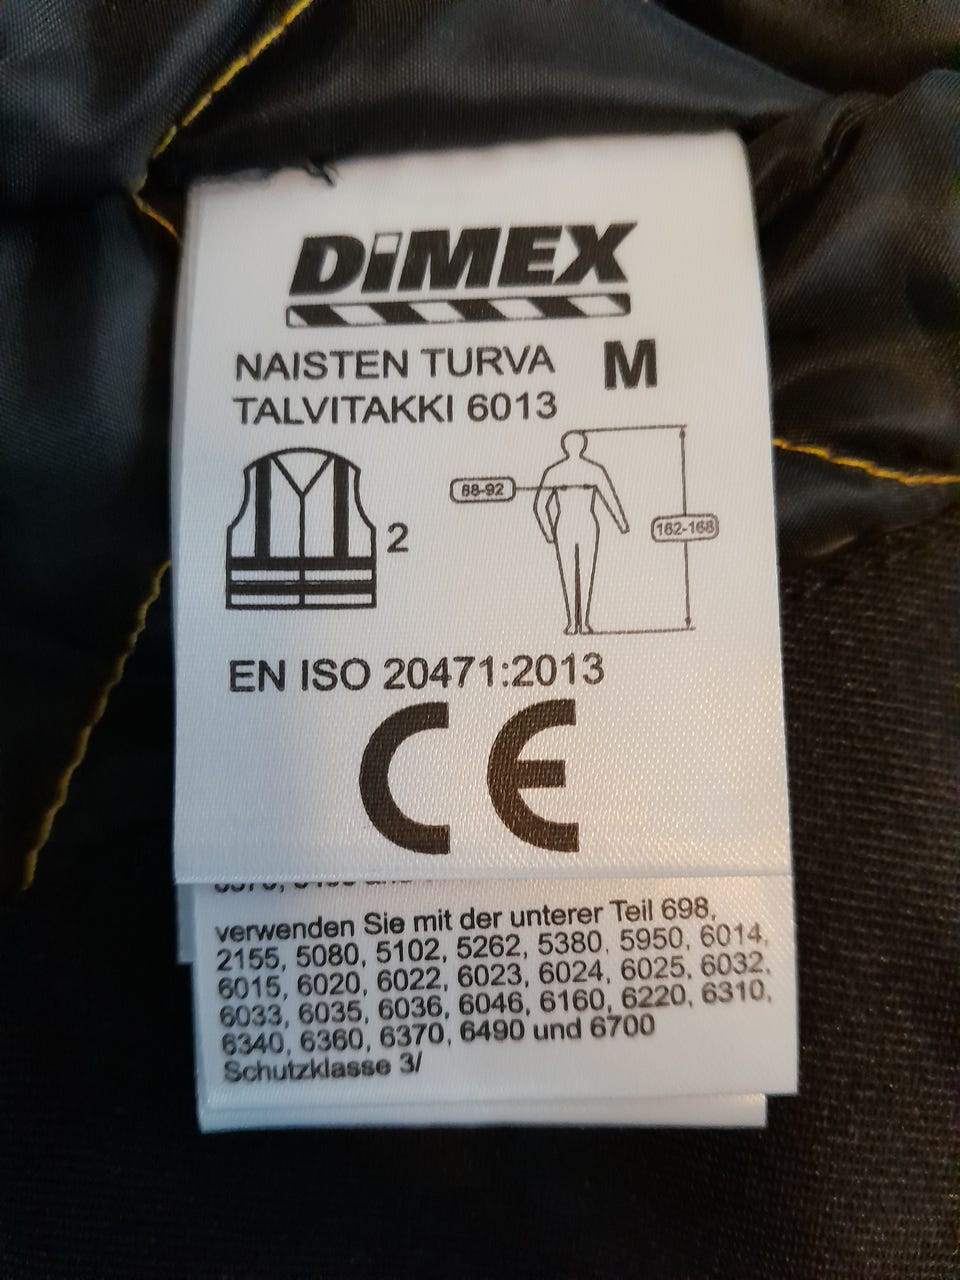 DiMEX
NAISTEN TURVA M
TALVITAKKI 6013
88-92
162-168
2
EN ISO 20471:2013
CE
verwenden Sie mit der unterer Teil 698,
2155, 5080, 5102, 5262, 5380, 5950, 6014,
6015, 6020, 6022, 6023, 6024, 6025, 6032,
6033, 6035, 6036, 6046, 6160, 6220, 6310,
6340, 6360, 6370, 6490 und 6700
Schutzklasse 3/